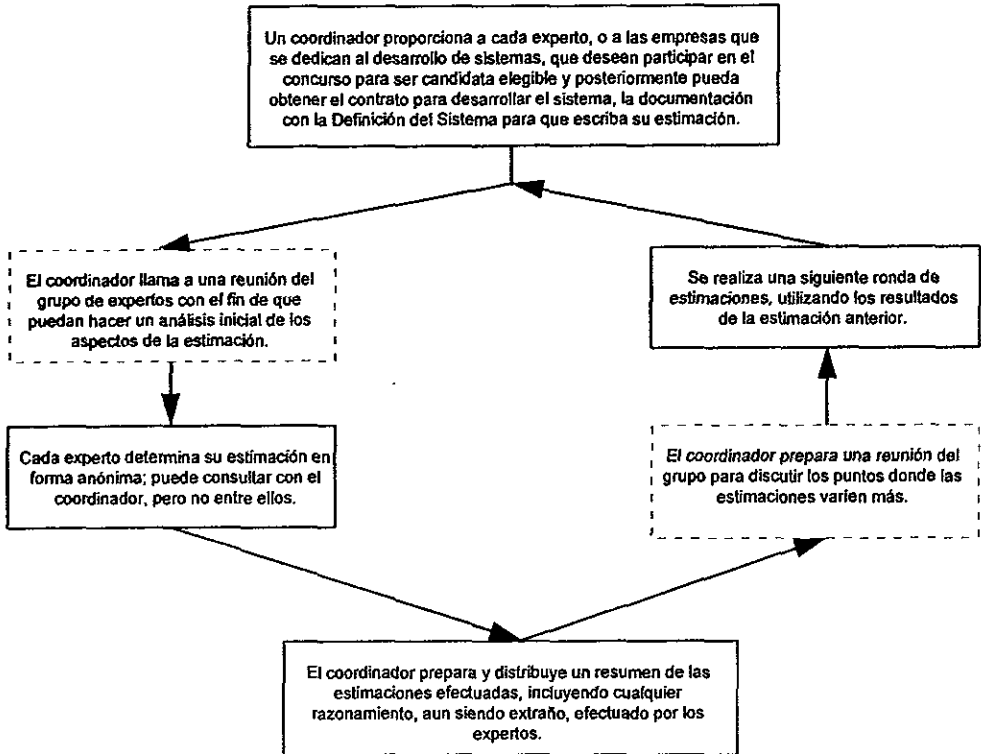 Un coordinador proporciona a cada experto, o a las empresas que
se dedican al desarrollo de sistemas, que deseen participar en el
concurso para ser candidata elegible y posteriormente pueda
obtener el contrato para desarrollar el sistema, la documentación
con la Definición del Sistema para que escriba su estimación.
El coordinador llama a una reunión del
grupo de expertos con el fin de que
puedan hacer un análisis inicial de los
aspectos de la estimación.
Cada experto determina su estimación en
forma anónima; puede consultar con el
coordinador, pero no entre ellos.
El coordinador prepara y distribuye un resumen de las
estimaciones efectuadas, incluyendo cualquier
razonamiento, aun siendo extraño, efectuado por los
expertos.
El coordinador prepara una reunión del
grupo para discutir los puntos donde las
estimaciones varíen más.
Se realiza una siguiente ronda de
estimaciones, utilizando los resultados
de la estimación anterior.